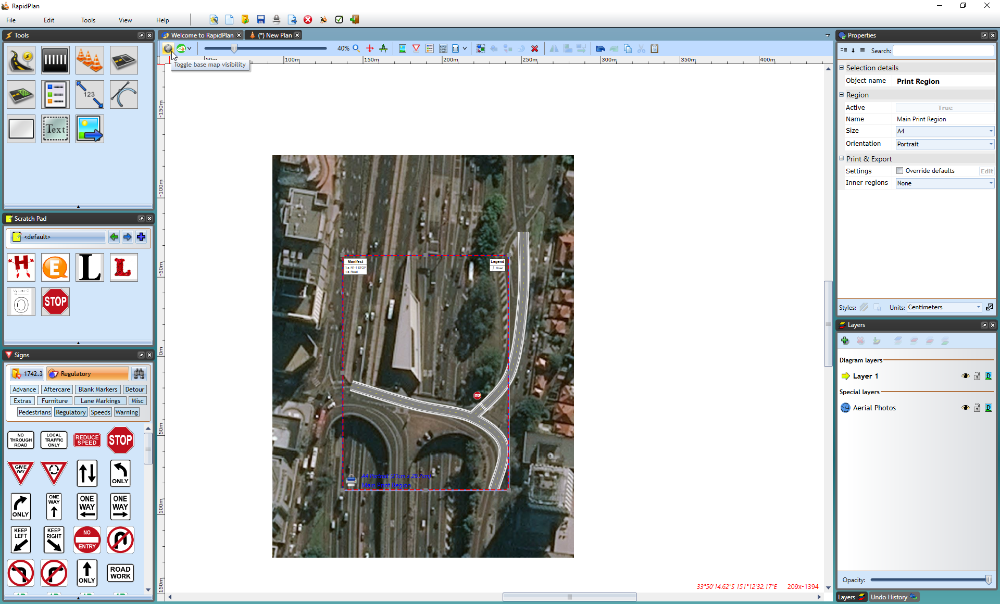 RapidPlan
File Edit Tools View Help
Tools
Welcome to RapidPlan
(*) New Plan
Properties
40%
Search:
50m 100m 150m 200m 250m 300m 350m 400m
Toggle base map visibility
Selection details
Object name Print Region
Region
Active True
Name Main Print Region
Size A4
Orientation Portrait
Print & Export
Settings Override defaults Edit
Inner regions None
Styles: Units: Centimeters
123
Text
Scratch Pad
<default>
H E L L
My Letter O
O STOP
Signs
1742.3 Regulatory
Advance Aftercare Blank Markers Detour
Extras Furniture Lane Markings Misc
Pedestrians Regulatory Speeds Warning
NO THROUGH ROAD
LOCAL TRAFFIC ONLY
REDUCE SPEED
STOP
GIVE WAY
ONLY
ONLY
ONE WAY
ONE WAY
ONE WAY
KEEP LEFT
KEEP RIGHT
NO ENTRY
ONLY
ROAD WORK
-150m
-100m
-50m
0m
50m
100m
150m
Manifest
1 x R1-1 STOP
1 x Road
Legend
Road
STOP
A4 Portrait (21cm x 29.7cm)
Main Print Region
33°50'14.62"S 151°12'32.17"E 209x-1394
Layers
Diagram layers
Layer 1
Special layers
Aerial Photos
Opacity:
Layers Undo History